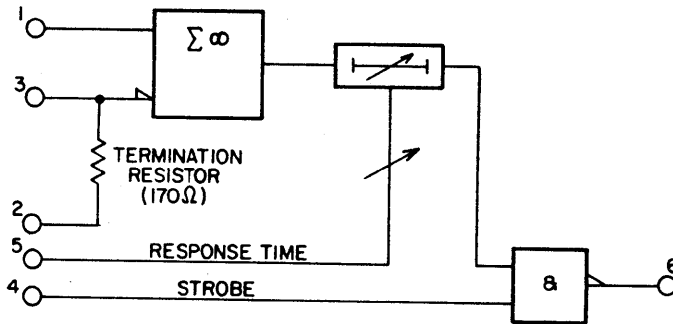 1
Σ ∞
3
TERMINATION
RESISTOR
(170Ω)
2
5
RESPONSE TIME
4
STROBE
&
6